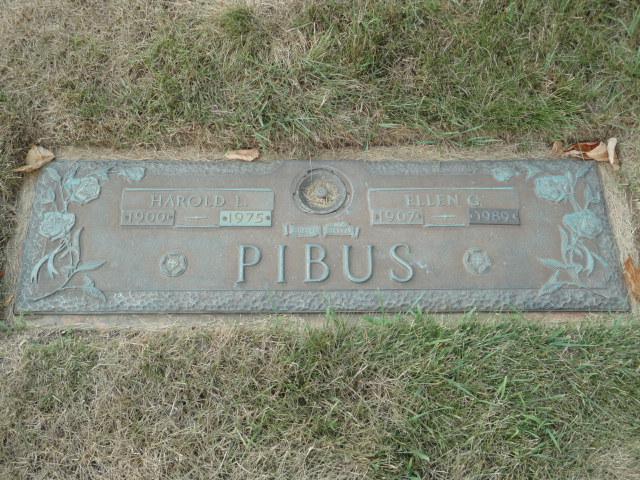 HAROLD L.
1900 — 1975
ELLEN G.
1907 — 1989
PIBUS